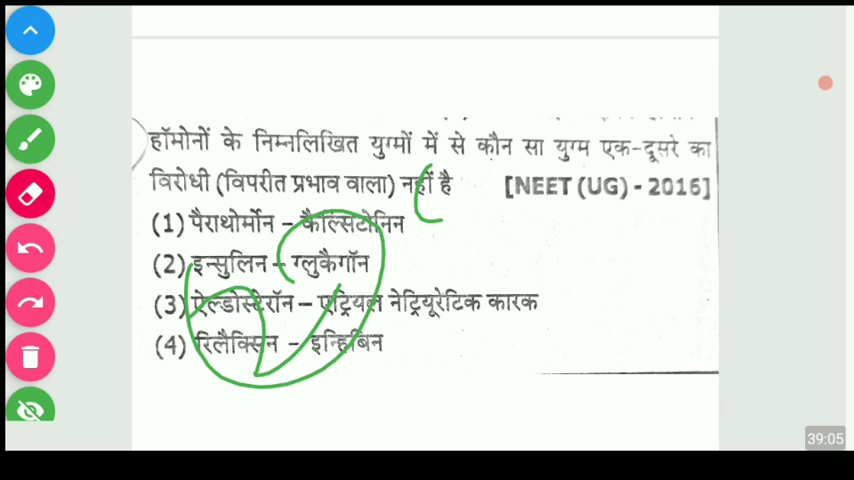 हॉर्मोनों के निम्नलिखित युग्मों में से कौन सा युग्म एक-दूसरे का
विरोधी (विपरीत प्रभाव वाला) नहीं है [NEET (UG) - 2016]
(1) पैराथोर्मोन – कैल्सिटोनिन
(2) इन्सुलिन – ग्लुकैगॉन
(3) ऐल्डोस्टेरॉन – एट्रियल नेट्रियूरेटिक कारक
(4) रिलैक्सिन – इन्हिबिन
39:05